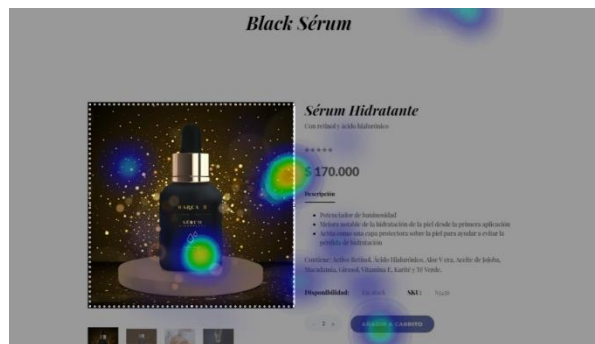 Black Sérum
Sérum Hidratante
Con retinol y ácido hialurónico
$ 170.000
Descripción
Potenciador de luminosidad
Mejora notable de la hidratación de la piel desde la primera aplicación
Actúa como una capa protectora sobre la piel para ayudar a evitar la
pérdida de hidratación
Contiene: Activo Retinol, Ácido Hialurónico, Aloe Vera, Aceite de Jojoba,
Macadamia, Girasol, Vitamina E, Karité y Té Verde.
Disponibilidad: SKU:
SÉRUM
AÑADIR A CARRITO